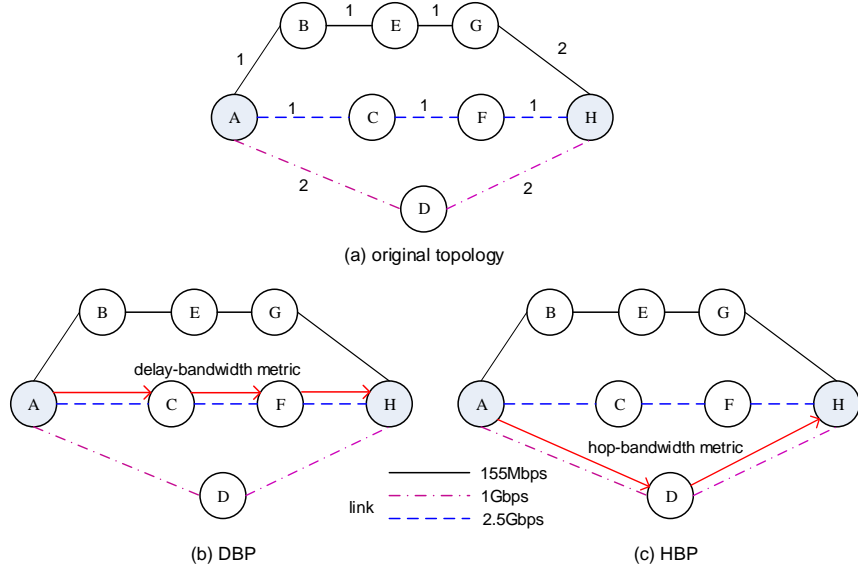 1 1
B E G
1 2
A 1 C 1 F 1 H
2 2
D
(a) original topology
B E G
delay-bandwidth metric
A C F H
D
(b) DBP
B E G
A C F H
hop-bandwidth metric
D
(c) HBP
link
155Mbps
1Gbps
2.5Gbps